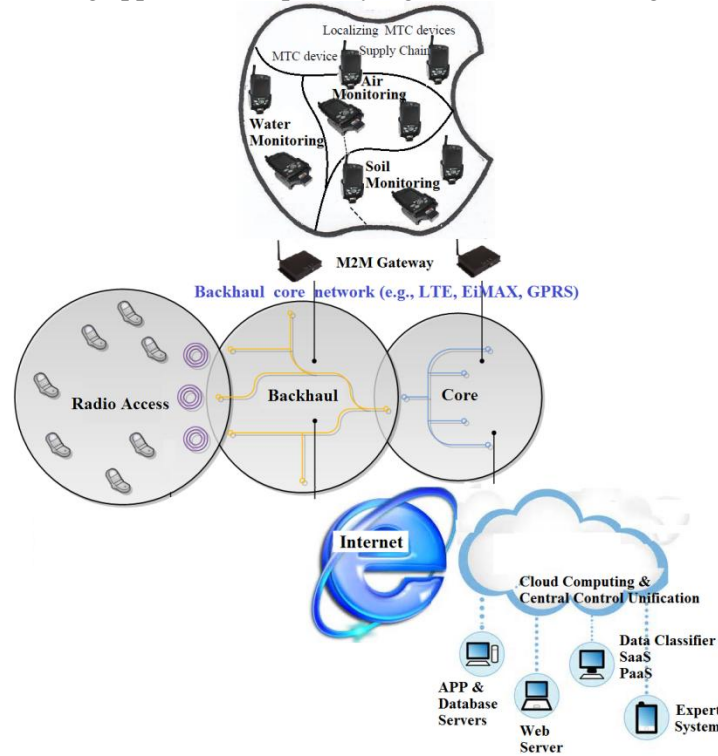 Localizing MTC devices
MTC device
Supply Chain
Air
Monitoring
Water
Monitoring
Soil
Monitoring
M2M Gateway
Backhaul core network (e.g., LTE, EiMAX, GPRS)
Radio Access
Backhaul
Core
Internet
Cloud Computing &
Central Control Unification
Data Classifier
SaaS
PaaS
APP &
Database
Servers
Web
Server
Expert
System